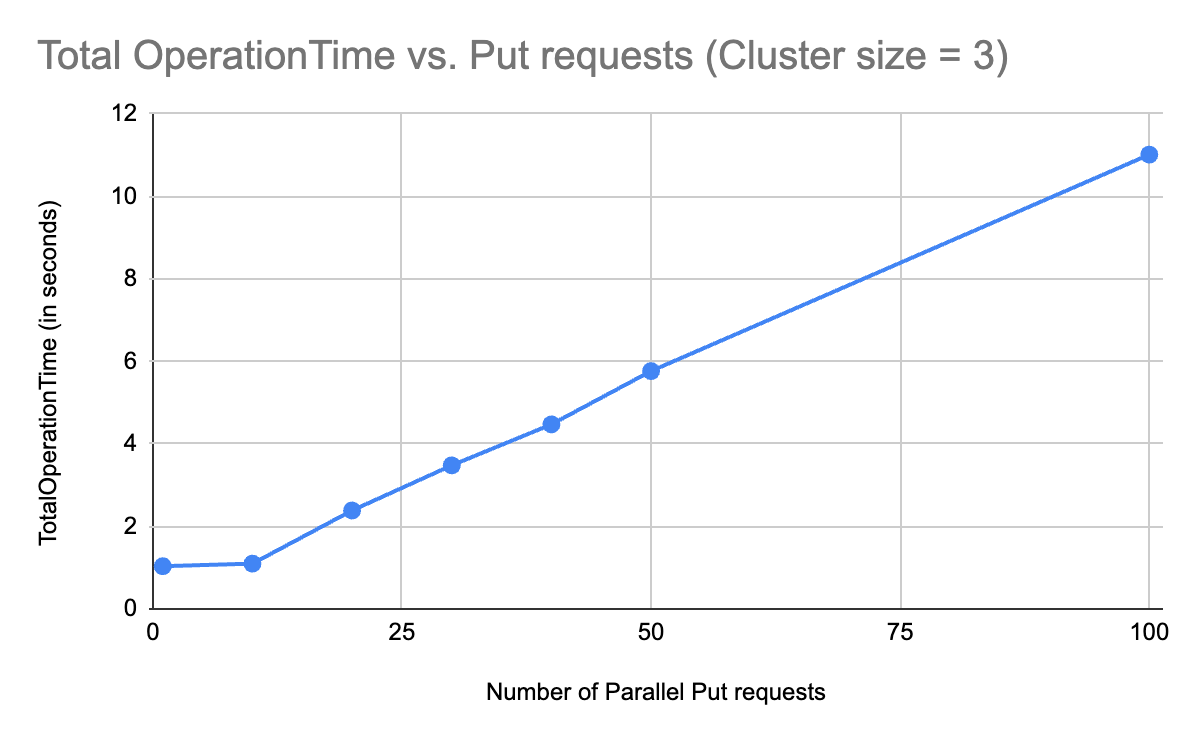 Total OperationTime vs. Put requests (Cluster size = 3)
TotalOperationTime (in seconds)
12
10
8
6
4
2
0
0 25 50 75 100
Number of Parallel Put requests